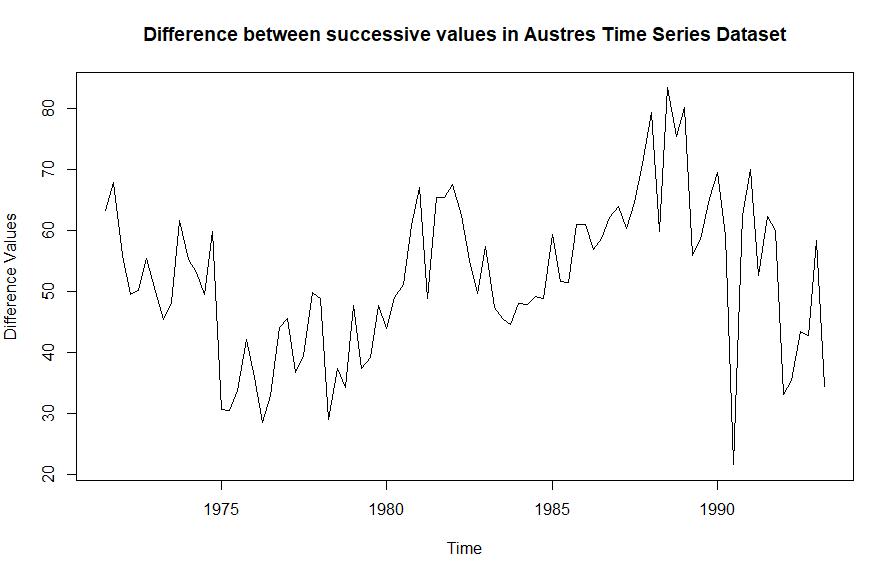 Difference between successive values in Austres Time Series Dataset
Difference Values
80
70
60
50
40
30
20
1975 1980 1985 1990
Time